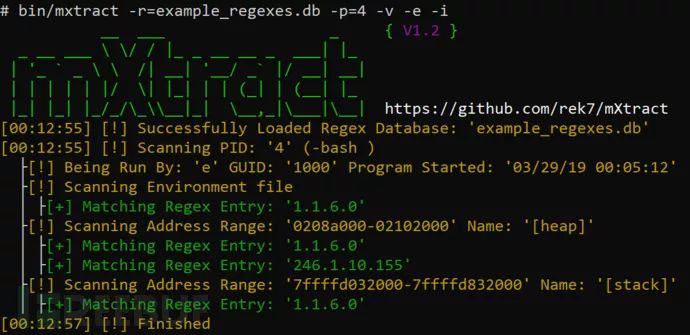 # bin/mxtract -r=example_regexes.db -p=4 -v -e -i
{ V1.2 }
mXtract
https://github.com/rek7/mXtract
[00:12:55] [!] Successfully Loaded Regex Database: 'example_regexes.db'
[00:12:55] [!] Scanning PID: '4' (-bash )
[!] Being Run By: 'e' GUID: '1000' Program Started: '03/29/19 00:05:12'
[!] Scanning Environment file
[+] Matching Regex Entry: '1.1.6.0'
[!] Scanning Address Range: '0208a000-02102000' Name: '[heap]'
[+] Matching Regex Entry: '1.1.6.0'
[+] Matching Regex Entry: '246.1.10.155'
[!] Scanning Address Range: '7ffffd032000-7ffffd832000' Name: '[stack]'
[+] Matching Regex Entry: '1.1.6.0'
[00:12:57] [!] Finished